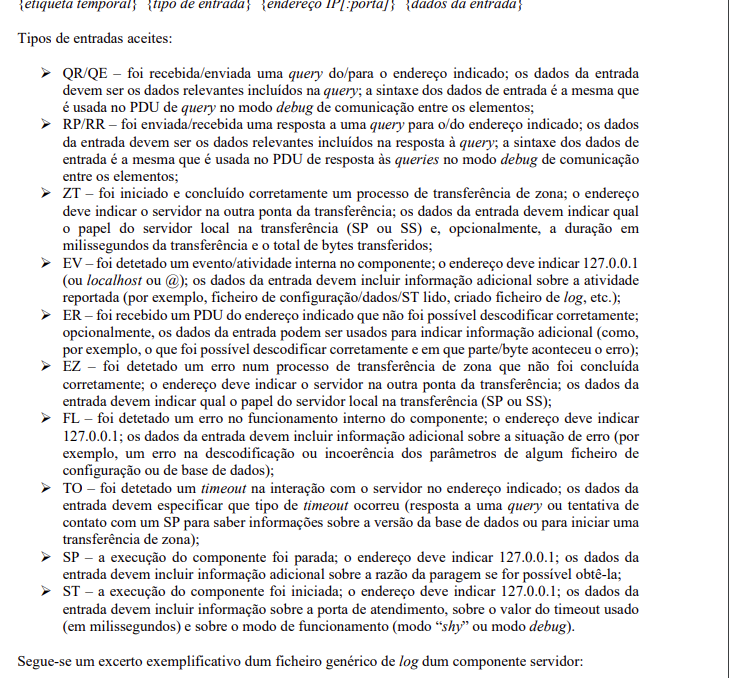 {etiqueta temporal} {tipo de entrada} {endereço IP[:porta]} {dados da entrada}
Tipos de entradas aceites:
➢ QR/QE – foi recebida/enviada uma query do/para o endereço indicado; os dados da entrada
devem ser os dados relevantes incluídos na query; a sintaxe dos dados de entrada é a mesma que
é usada no PDU de query no modo debug de comunicação entre os elementos;
➢ RP/RR – foi enviada/recebida uma resposta a uma query para o/do endereço indicado; os dados
da entrada devem ser os dados relevantes incluídos na resposta à query; a sintaxe dos dados de
entrada é a mesma que é usada no PDU de resposta às queries no modo debug de comunicação
entre os elementos;
➢ ZT – foi iniciado e concluído corretamente um processo de transferência de zona; o endereço
deve indicar o servidor na outra ponta da transferência; os dados da entrada devem indicar qual
o papel do servidor local na transferência (SP ou SS) e, opcionalmente, a duração em
milissegundos da transferência e o total de bytes transferidos;
➢ EV – foi detetado um evento/atividade interna no componente; o endereço deve indicar 127.0.0.1
(ou localhost ou @); os dados da entrada devem incluir informação adicional sobre a atividade
reportada (por exemplo, ficheiro de configuração/dados/ST lido, criado ficheiro de log, etc.);
➢ ER – foi recebido um PDU do endereço indicado que não foi possível descodificar corretamente;
opcionalmente, os dados da entrada podem ser usados para indicar informação adicional (como,
por exemplo, o que foi possível descodificar corretamente e em que parte/byte aconteceu o erro);
➢ EZ – foi detetado um erro num processo de transferência de zona que não foi concluída
corretamente; o endereço deve indicar o servidor na outra ponta da transferência; os dados da
entrada devem indicar qual o papel do servidor local na transferência (SP ou SS);
➢ FL – foi detetado um erro no funcionamento interno do componente; o endereço deve indicar
127.0.0.1; os dados da entrada devem incluir informação adicional sobre a situação de erro (por
exemplo, um erro na descodificação ou incoerência dos parâmetros de algum ficheiro de
configuração ou de base de dados);
➢ TO – foi detetado um timeout na interação com o servidor no endereço indicado; os dados da
entrada devem especificar que tipo de timeout ocorreu (resposta a uma query ou tentativa de
contato com um SP para saber informações sobre a versão da base de dados ou para iniciar uma
transferência de zona);
➢ SP – a execução do componente foi parada; o endereço deve indicar 127.0.0.1; os dados da
entrada devem incluir informação adicional sobre a razão da paragem se for possível obtê-la;
➢ ST – a execução do componente foi iniciada; o endereço deve indicar 127.0.0.1; os dados da
entrada devem incluir informação sobre a porta de atendimento, sobre o valor do timeout usado
(em milissegundos) e sobre o modo de funcionamento (modo “shy” ou modo debug).
Segue-se um excerto exemplificativo dum ficheiro genérico de log dum componente servidor: